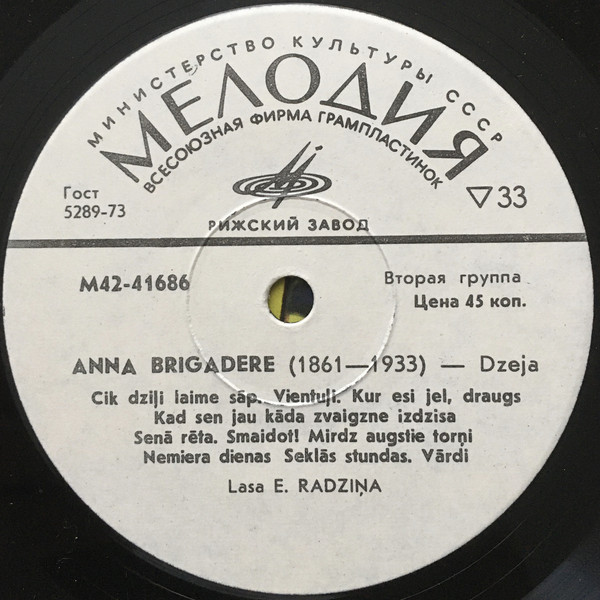 МИНИСТЕРСТВО КУЛЬТУРЫ СССР
МЕЛОДИЯ
ВСЕСОЮЗНАЯ ФИРМА ГРАМПЛАСТИНОК
Гост
5289-73
33
РИЖСКИЙ ЗАВОД
М42-41686
Вторая группа
Цена 45 коп.
ANNA BRIGADERE (1861—1933) — Dzeja
Cik dziļi laime sāp. Vientuļi. Kur esi jel, draugs
Kad sen jau kāda zvaigzne izdzisa
Senā rēta. Smaidot! Mirdz augstie torņi
Nemiera dienas Seklās stundas. Vārdi
Lasa E. RADZIŅA